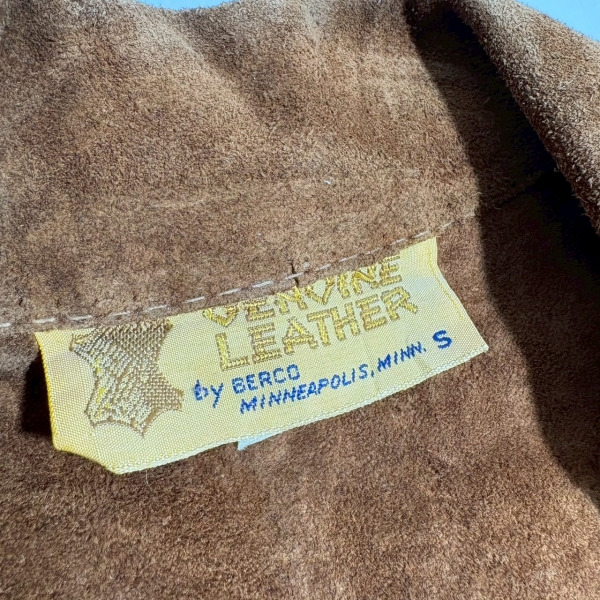 GENUINE
LEATHER
by BERCO
MINNEAPOLIS, MINN. S